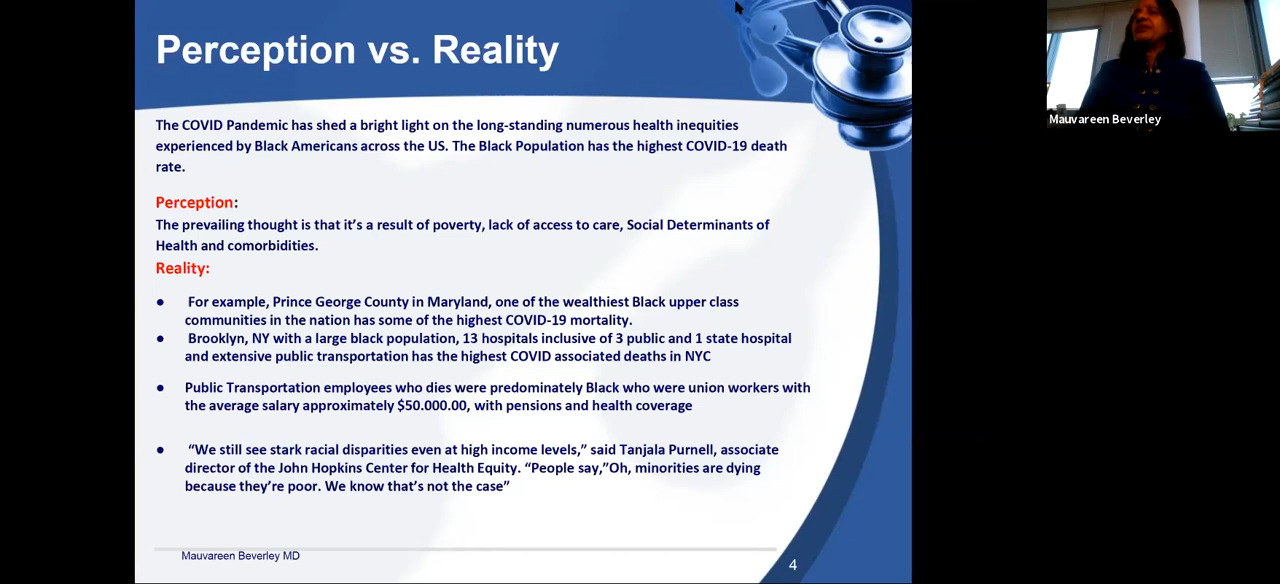 Perception vs. Reality
The COVID Pandemic has shed a bright light on the long-standing numerous health inequities
experienced by Black Americans across the US. The Black Population has the highest COVID-19 death
rate.
Perception:
The prevailing thought is that it’s a result of poverty, lack of access to care, Social Determinants of
Health and comorbidities.
Reality:
● For example, Prince George County in Maryland, one of the wealthiest Black upper class
communities in the nation has some of the highest COVID-19 mortality.
● Brooklyn, NY with a large black population, 13 hospitals inclusive of 3 public and 1 state hospital
and extensive public transportation has the highest COVID associated deaths in NYC
● Public Transportation employees who dies were predominately Black who were union workers with
the average salary approximately $50.000.00, with pensions and health coverage
● “We still see stark racial disparities even at high income levels,” said Tanjala Purnell, associate
director of the John Hopkins Center for Health Equity. “People say,”Oh, minorities are dying
because they’re poor. We know that’s not the case”
Mauvareen Beverley MD
4
Mauvareen Beverley